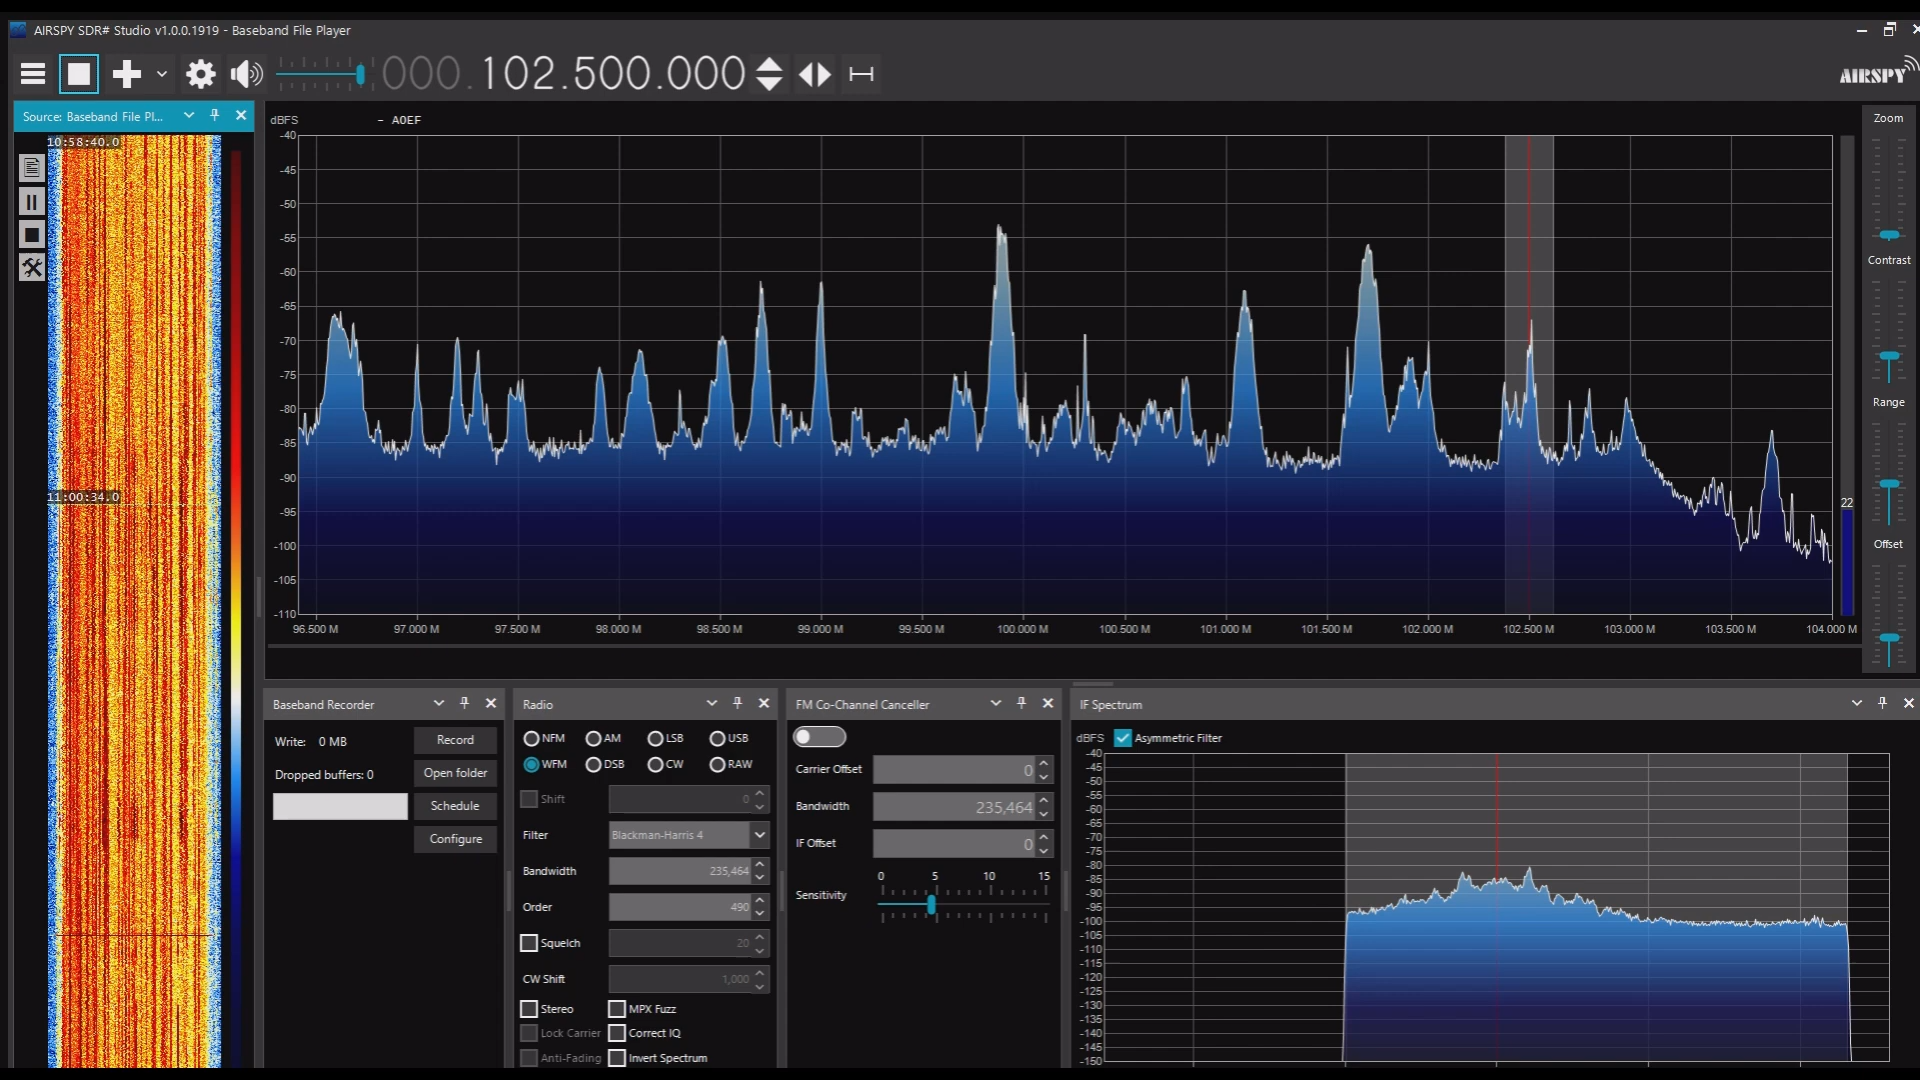 AIRSPY SDR# Studio v1.0.0.1919 - Baseband File Player
000.102.500.000
AIRSPY
Source: Baseband File Pl...
10:58:40.0
11:00:34.0
dBFS
- A0EF
-40
-45
-50
-55
-60
-65
-70
-75
-80
-85
-90
-95
-100
-105
-110
96.500 M 97.000 M 97.500 M 98.000 M 98.500 M 99.000 M 99.500 M 100.000 M 100.500 M 101.000 M 101.500 M 102.000 M 102.500 M 103.000 M 103.500 M 104.000 M
22
Zoom
Contrast
Range
Offset
Baseband Recorder
Write: 0 MB
Record
Dropped buffers: 0
Open folder
Schedule
Configure
Radio
NFM AM LSB USB
WFM DSB CW RAW
Shift 0
Filter Blackman-Harris 4
Bandwidth 235,464
Order 490
Squelch 20
CW Shift 1,000
Stereo MPX Fuzz
Lock Carrier Correct IQ
Anti-Fading Invert Spectrum
FM Co-Channel Canceller
Carrier Offset 0
Bandwidth 235,464
IF Offset 0
0 5 10 15
Sensitivity
IF Spectrum
dBFS Asymmetric Filter
-40
-45
-50
-55
-60
-65
-70
-75
-80
-85
-90
-95
-100
-105
-110
-115
-120
-125
-130
-135
-140
-145
-150